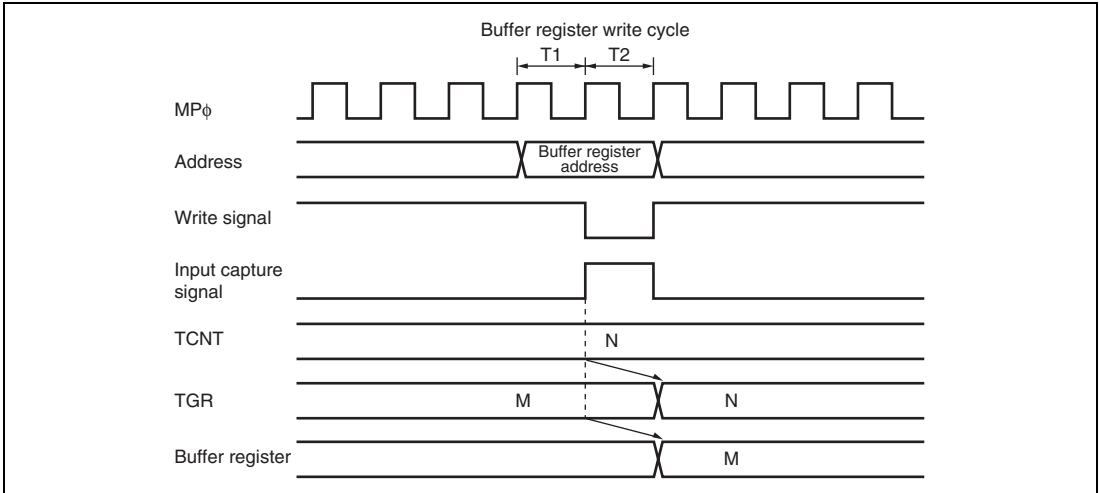 Buffer register write cycle
T1 T2
MPϕ
Address
Buffer register
address
Write signal
Input capture
signal
TCNT
N
TGR
M N
Buffer register
M